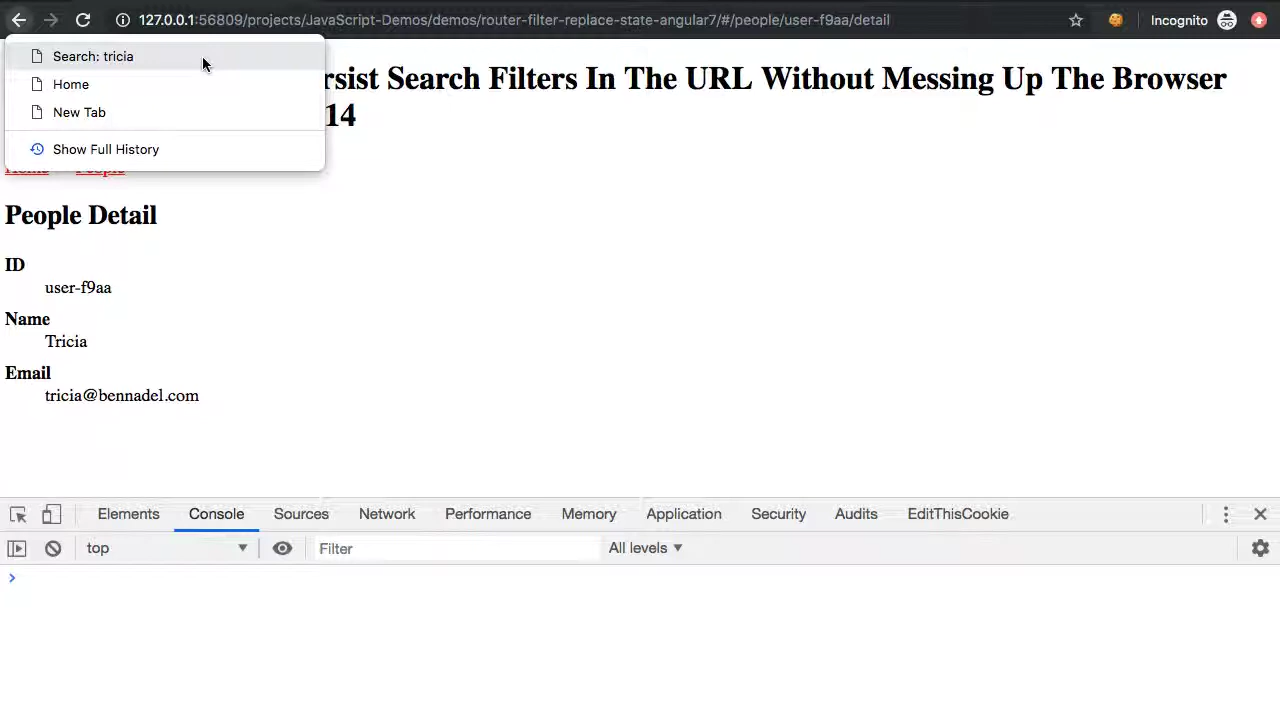 127.0.0.1:56809/projects/JavaScript-Demos/demos/router-filter-replace-state-angular7/#/people/user-f9aa/detail
Incognito
Search: tricia
Home
New Tab
Show Full History
rsist Search Filters In The URL Without Messing Up The Browser
14
Home People
People Detail
ID
user-f9aa
Name
Tricia
Email
tricia@bennadel.com
Elements Console Sources Network Performance Memory Application Security Audits EditThisCookie
top Filter All levels